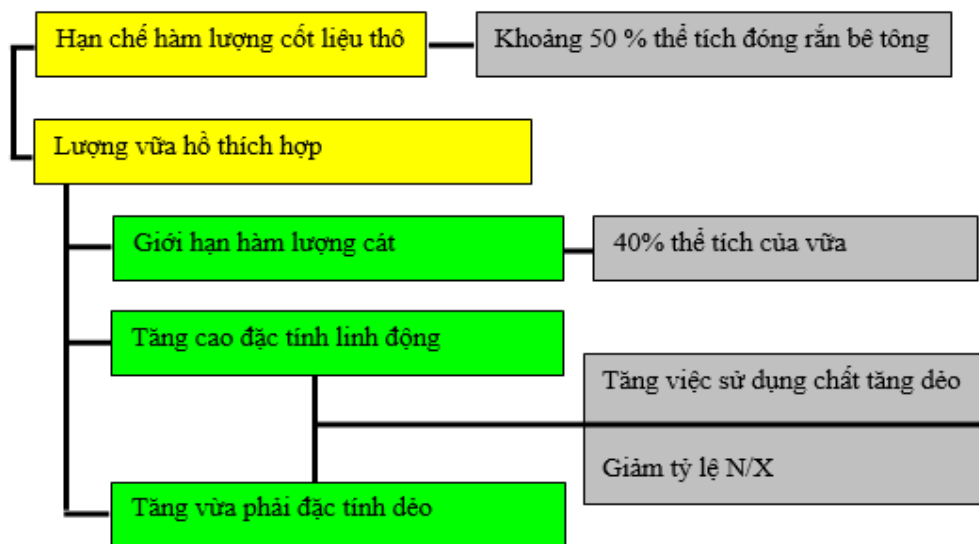 Hạn chế hàm lượng cốt liệu thô
Khoảng 50 % thể tích đóng rắn bê tông
Lượng vữa hồ thích hợp
Giới hạn hàm lượng cát
40% thể tích của vữa
Tăng cao đặc tính linh động
Tăng việc sử dụng chất tăng dẻo
Giảm tỷ lệ N/X
Tăng vừa phải đặc tính dẻo